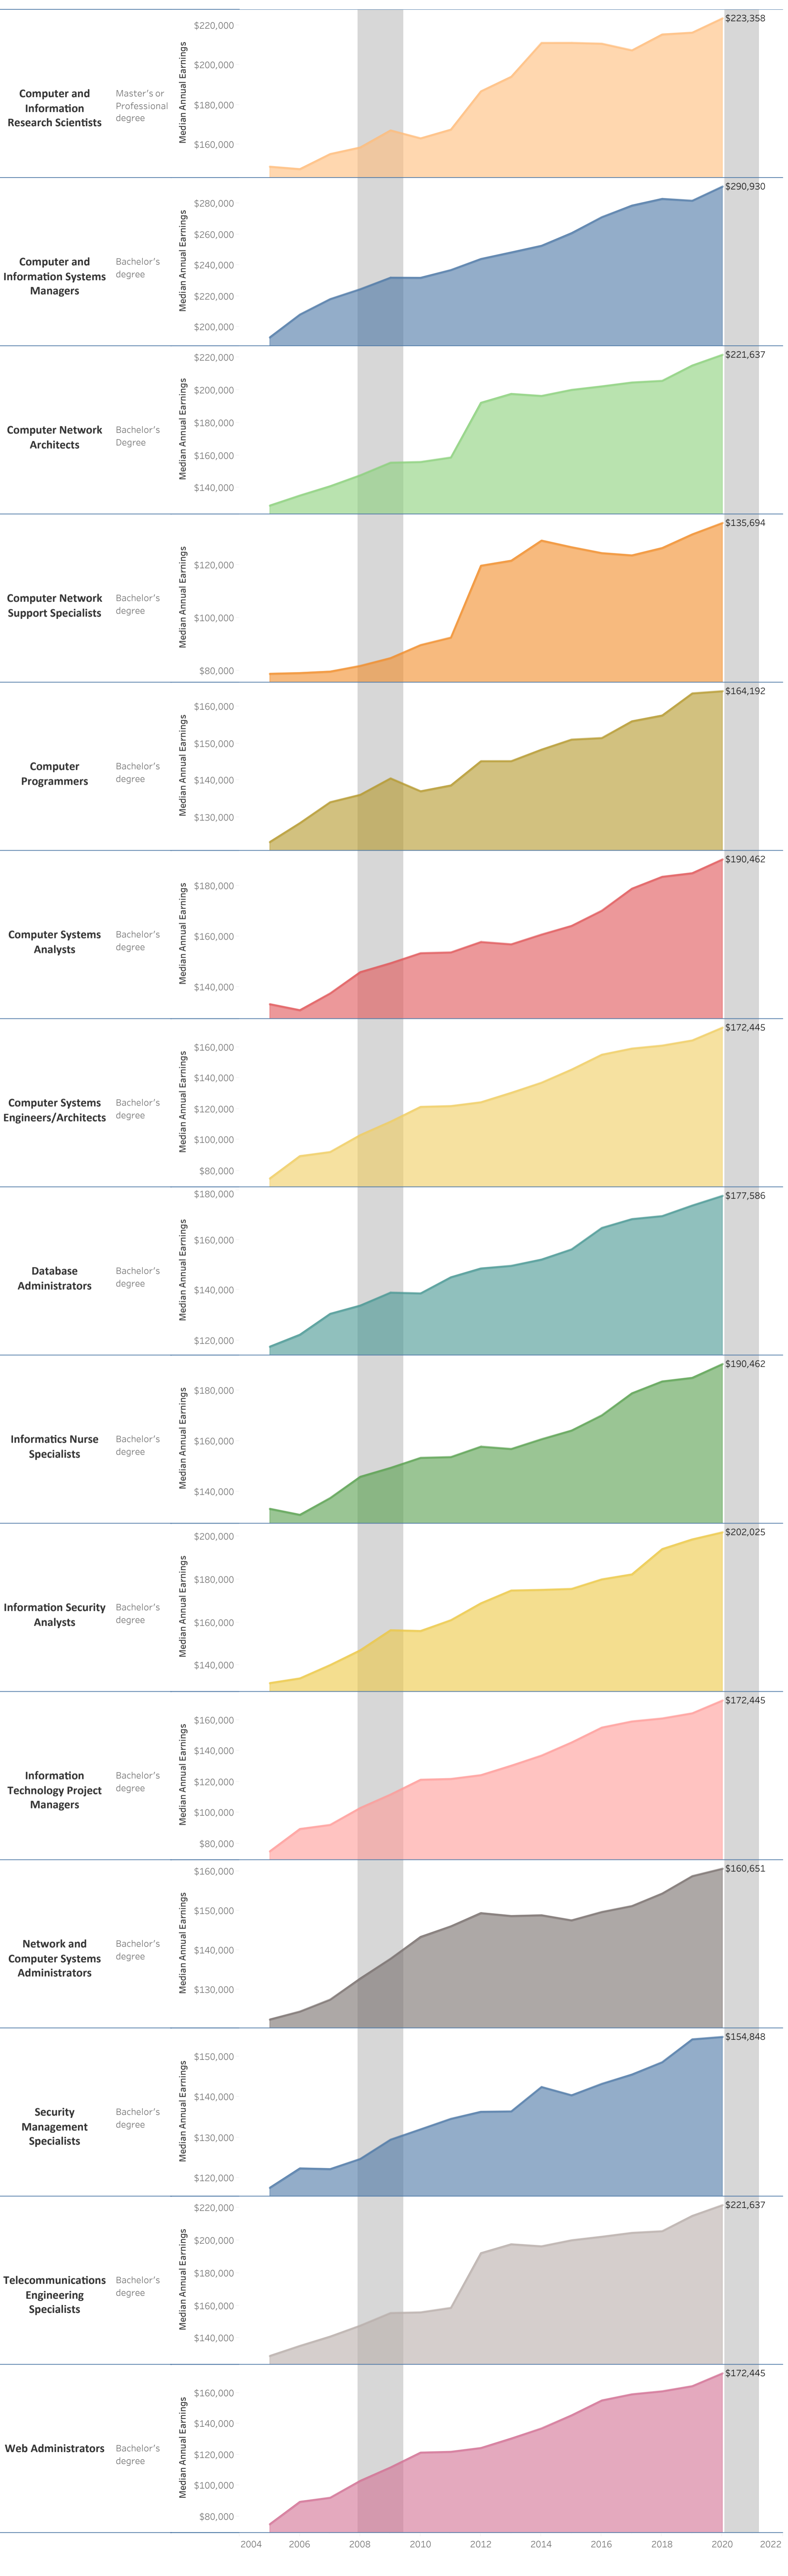 Computer and
Information
Research Scientists
Master's or
Professional
degree
Median Annual Earnings
$220,000
$200,000
$180,000
$160,000
$223,358
Computer and
Information Systems
Managers
Bachelor's
degree
Median Annual Earnings
$280,000
$260,000
$240,000
$220,000
$200,000
$290,930
Computer Network
Architects
Bachelor's
Degree
Median Annual Earnings
$220,000
$200,000
$180,000
$160,000
$140,000
$221,637
Computer Network
Support Specialists
Bachelor's
degree
Median Annual Earnings
$120,000
$100,000
$80,000
$135,694
Computer
Programmers
Bachelor's
degree
Median Annual Earnings
$160,000
$150,000
$140,000
$130,000
$164,192
Computer Systems
Analysts
Bachelor's
degree
Median Annual Earnings
$180,000
$160,000
$140,000
$190,462
Computer Systems
Engineers/Architects
Bachelor's
degree
Median Annual Earnings
$160,000
$140,000
$120,000
$100,000
$80,000
$172,445
Database
Administrators
Bachelor's
degree
Median Annual Earnings
$180,000
$160,000
$140,000
$120,000
$177,586
Informatics Nurse
Specialists
Bachelor's
degree
Median Annual Earnings
$180,000
$160,000
$140,000
$190,462
Information Security
Analysts
Bachelor's
degree
Median Annual Earnings
$200,000
$180,000
$160,000
$140,000
$202,025
Information
Technology Project
Managers
Bachelor's
degree
Median Annual Earnings
$160,000
$140,000
$120,000
$100,000
$80,000
$172,445
Network and
Computer Systems
Administrators
Bachelor's
degree
Median Annual Earnings
$160,000
$150,000
$140,000
$130,000
$160,651
Security
Management
Specialists
Bachelor's
degree
Median Annual Earnings
$150,000
$140,000
$130,000
$120,000
$154,848
Telecommunications
Engineering
Specialists
Bachelor's
degree
Median Annual Earnings
$220,000
$200,000
$180,000
$160,000
$140,000
$221,637
Web Administrators
Bachelor's
degree
Median Annual Earnings
$160,000
$140,000
$120,000
$100,000
$80,000
$172,445
2004 2006 2008 2010 2012 2014 2016 2018 2020 2022